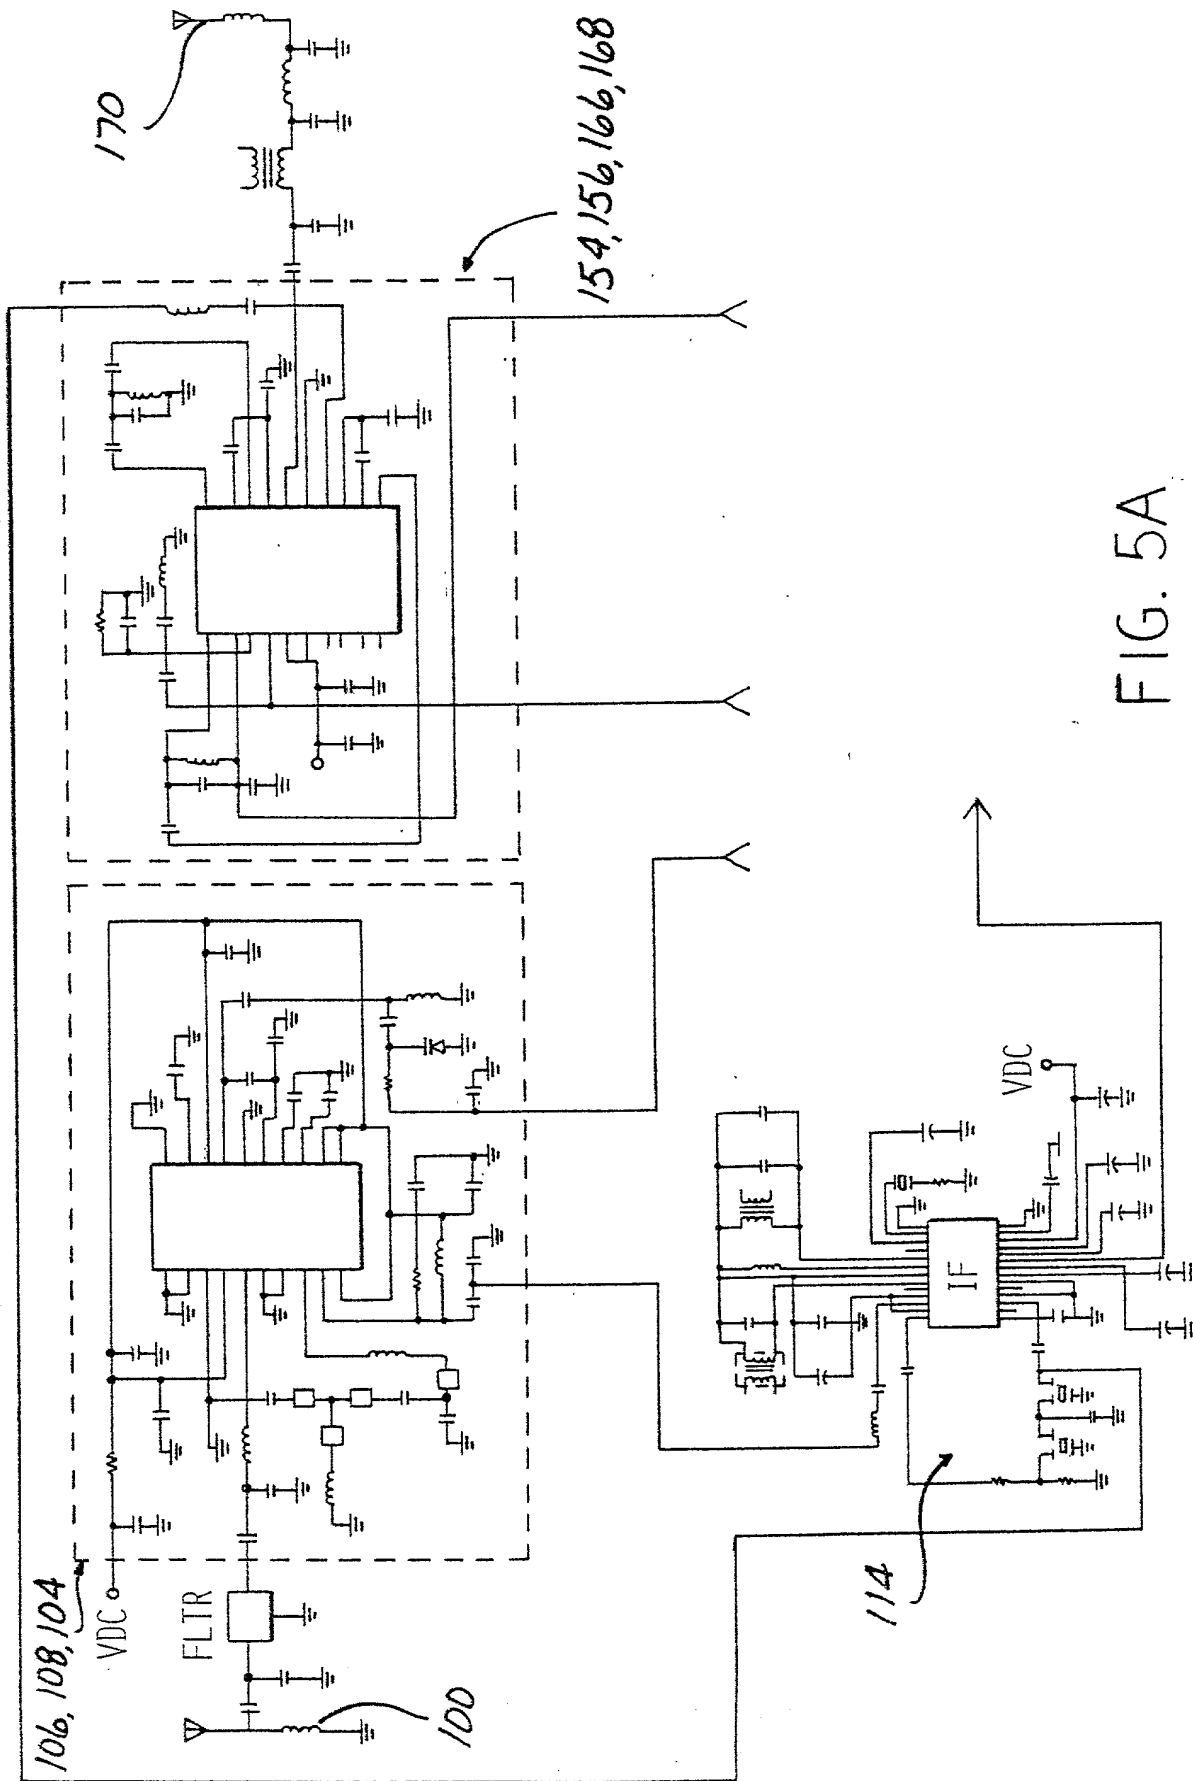 170
154, 156, 166, 168
106, 108, 104
VDC
FLTR
100
VDC
IF
114
FIG. 5A